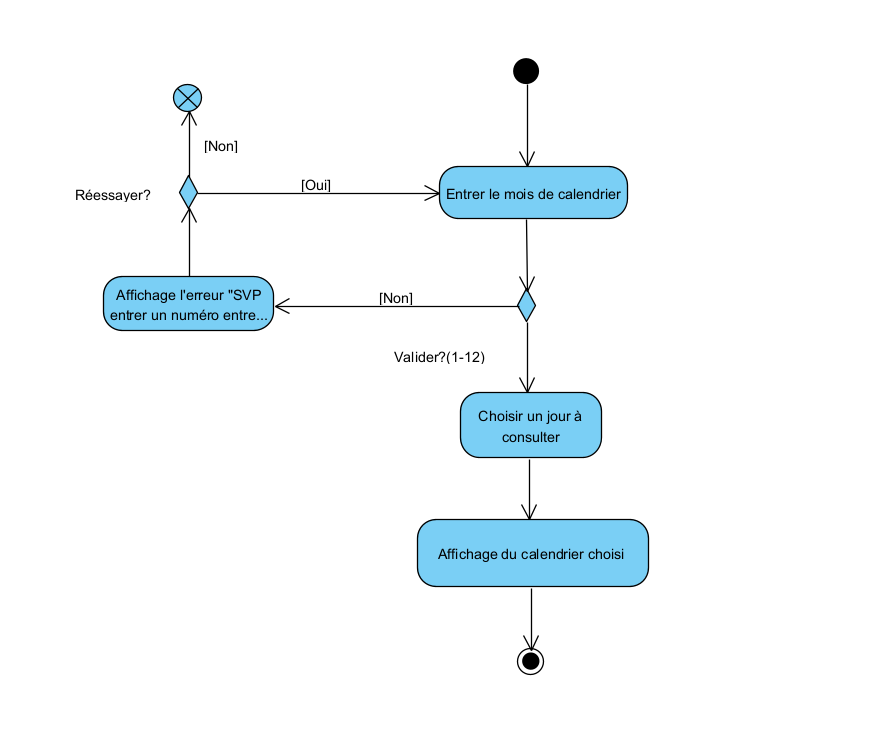 [Non]
Réessayer?
[Oui]
Entrer le mois de calendrier
Affichage l'erreur "SVP
entrer un numéro entre...
[Non]
Valider?(1-12)
Choisir un jour à
consulter
Affichage du calendrier choisi